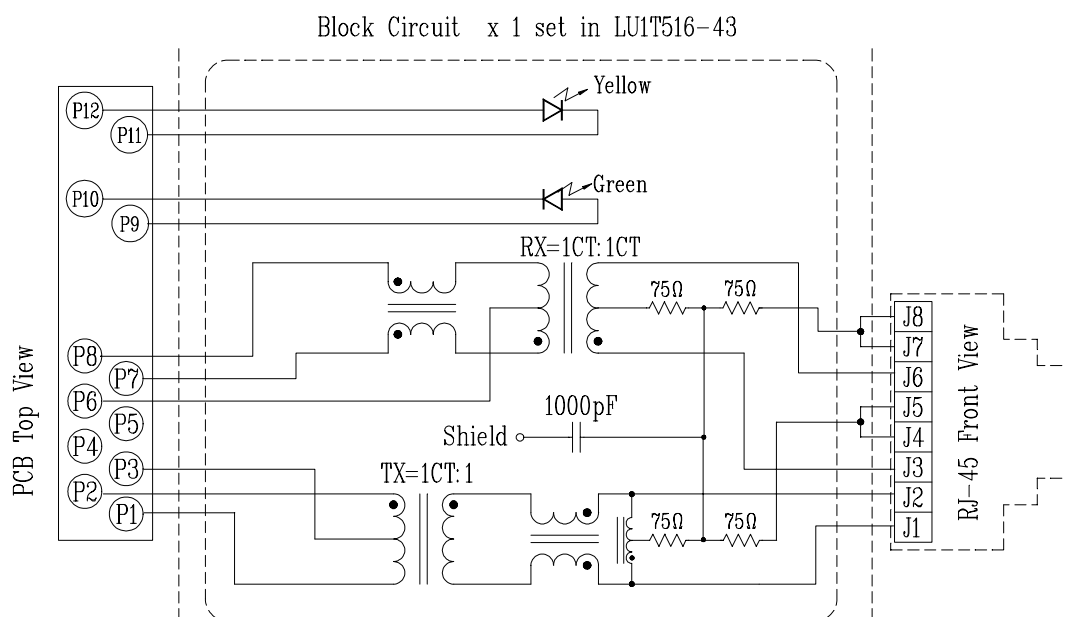 Block Circuit x 1 set in LU1T516-43
P12
Yellow
P11
P10
Green
P9
RX=1CT:1CT
75Ω 75Ω
P8
P7
P6
P5
P4
P3
P2
P1
1000pF
Shield
TX=1CT:1
75Ω 75Ω
J8
J7
J6
J5
J4
J3
J2
J1
PCB Top View
RJ-45 Front View